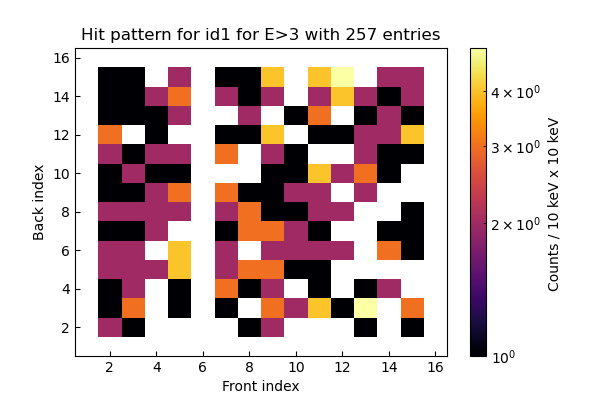 Hit pattern for id1 for E>3 with 257 entries
16
14
12
10
8
6
4
2
Back index
2 4 6 8 10 12 14 16
Front index
4 × 10⁰
3 × 10⁰
2 × 10⁰
10⁰
Counts / 10 keV x 10 keV